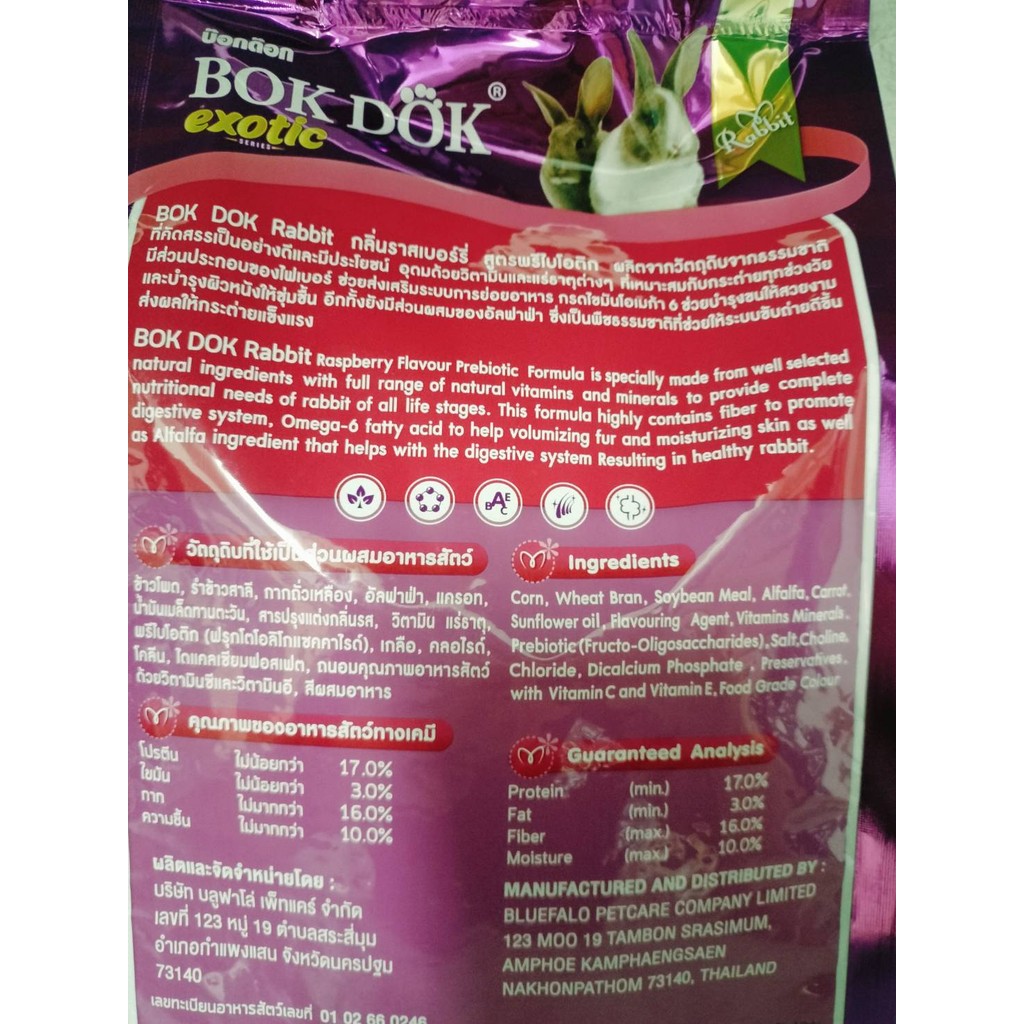 บ๊อกด๊อก
BOK DÖK®
exotic
SERIES
Rabbit
BOK DOK Rabbit กลิ่นราสเบอร์รี่ สูตรพรีไบโอติก ผลิตจากวัตถุดิบจากธรรมชาติ
ที่คัดสรรเป็นอย่างดีและมีประโยชน์ อุดมด้วยวิตามินและแร่ธาตุต่างๆ ที่เหมาะสมกับกระต่ายทุกช่วงวัย
มีส่วนประกอบของไฟเบอร์ ช่วยส่งเสริมระบบการย่อยอาหาร กรดไขมันโอเมก้า 6 ช่วยบำรุงขนให้สวยงาม
และบำรุงผิวหนังให้ชุ่มชื้น อีกทั้งยังมีส่วนผสมของอัลฟาฟ่า ซึ่งเป็นพืชธรรมชาติที่ช่วยให้ระบบขับถ่ายดีขึ้น
ส่งผลให้กระต่ายแข็งแรง
BOK DOK Rabbit Raspberry Flavour Prebiotic Formula is specially made from well selected
natural ingredients with full range of natural vitamins and minerals to provide complete
nutritional needs of rabbit of all life stages. This formula highly contains fiber to promote
digestive system, Omega-6 fatty acid to help volumizing fur and moisturizing skin as well
as Alfalfa ingredient that helps with the digestive system Resulting in healthy rabbit.
BAEC
วัตถุดิบที่ใช้เป็นส่วนผสมอาหารสัตว์
ข้าวโพด, รำข้าวสาลี, กากถั่วเหลือง, อัลฟาฟ่า, แครอท,
น้ำมันเมล็ดทานตะวัน, สารปรุงแต่งกลิ่นรส, วิตามิน แร่ธาตุ,
พรีไบโอติก (ฟรุกโตโอลิโกแซคคาไรด์), เกลือ, คลอไรด์,
โคลีน, ไดแคลเซียมฟอสเฟต, ถนอมคุณภาพอาหารสัตว์
ด้วยวิตามินซีและวิตามินอี, สีผสมอาหาร
Ingredients
Corn, Wheat Bran, Soybean Meal, Alfalfa, Carrot,
Sunflower oil, Flavouring Agent, Vitamins Minerals,
Prebiotic (Fructo-Oligosaccharides), Salt, Choline,
Chloride, Dicalcium Phosphate, Preservatives,
with Vitamin C and Vitamin E, Food Grade Colour
คุณภาพของอาหารสัตว์ทางเคมี
โปรตีน ไม่น้อยกว่า 17.0%
ไขมัน ไม่น้อยกว่า 3.0%
กาก ไม่มากกว่า 16.0%
ความชื้น ไม่มากกว่า 10.0%
Guaranteed Analysis
Protein (min.) 17.0%
Fat (min.) 3.0%
Fiber (max.) 16.0%
Moisture (max.) 10.0%
ผลิตและจัดจำหน่ายโดย :
บริษัท บลูฟาโล่ เพ็ทแคร์ จำกัด
เลขที่ 123 หมู่ 19 ตำบลสระสี่มุม
อำเภอกำแพงแสน จังหวัดนครปฐม
73140
เลขทะเบียนอาหารสัตว์เลขที่ 01 02 66 0246
MANUFACTURED AND DISTRIBUTED BY :
BLUEFALO PETCARE COMPANY LIMITED
123 MOO 19 TAMBON SRASIMUM,
AMPHOE KAMPHAENGSAEN
NAKHONPATHOM 73140, THAILAND